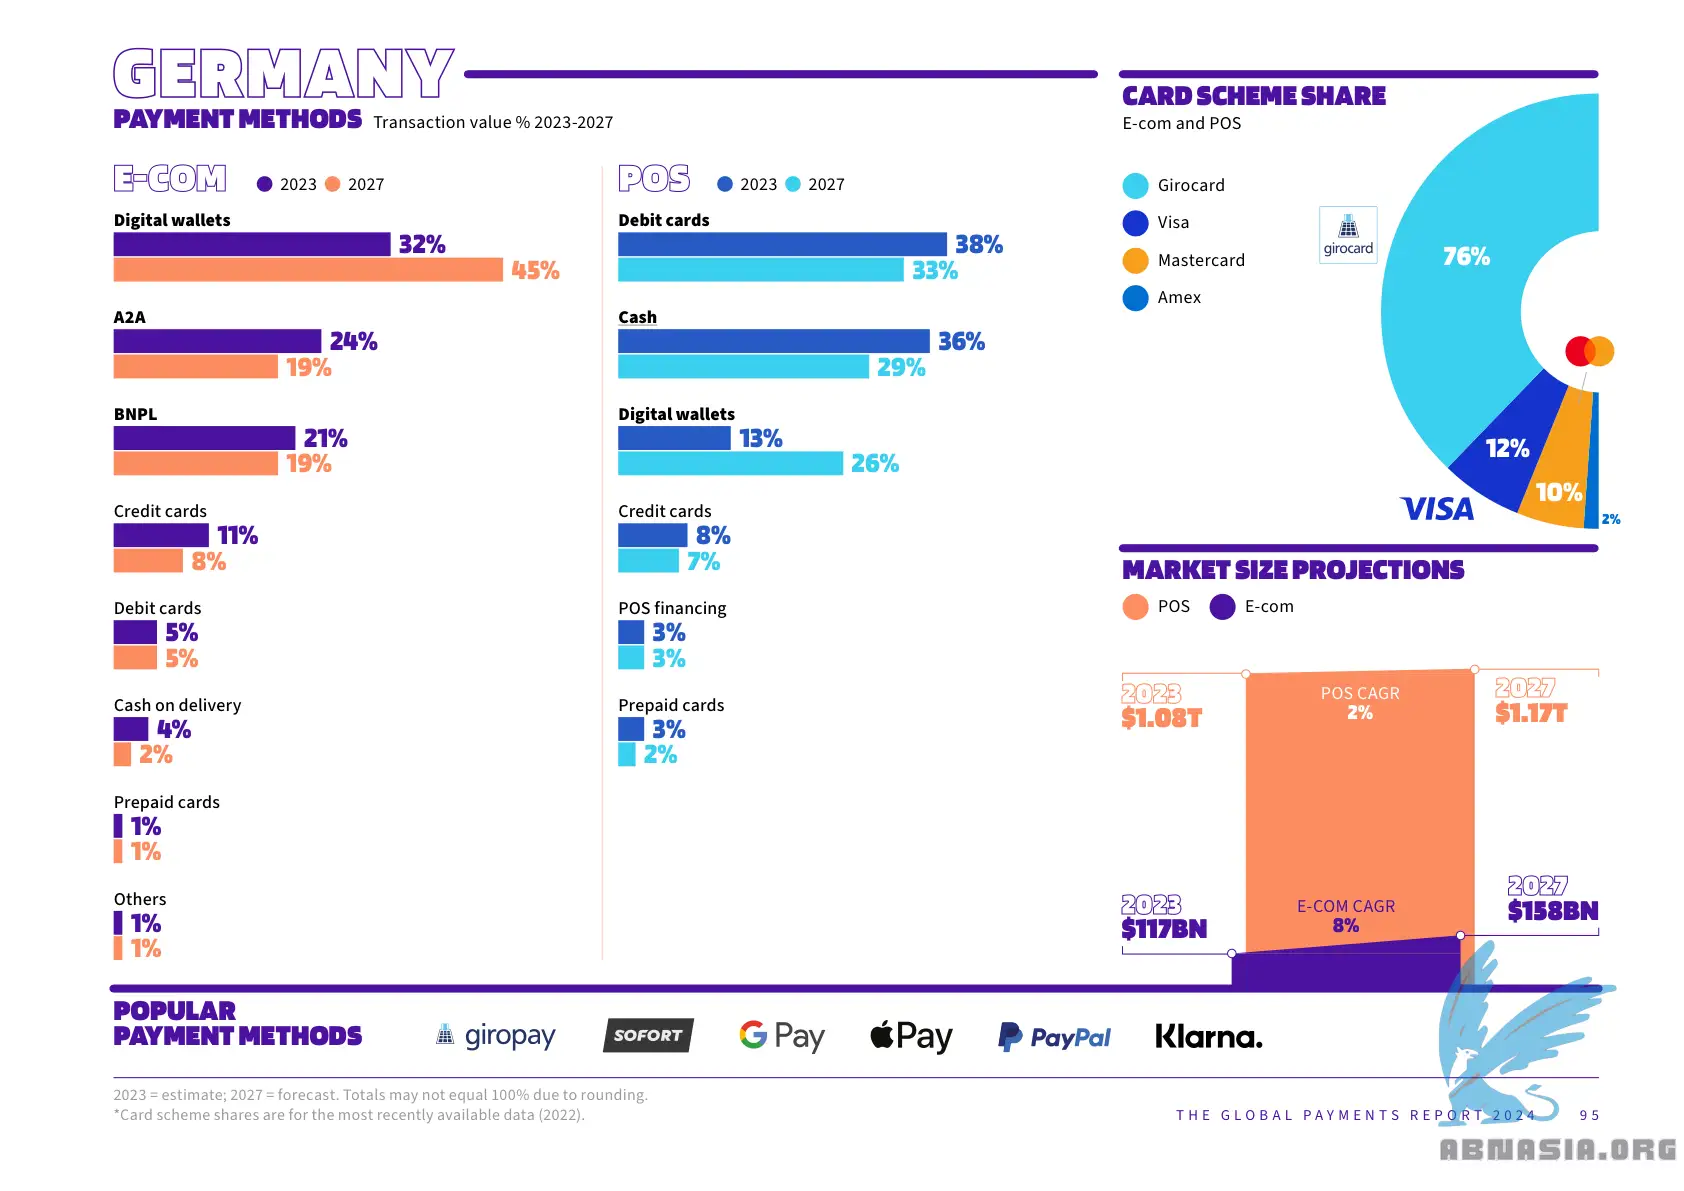 GERMANY
PAYMENT METHODS Transaction value % 2023-2027
E-COM 2023 2027
Digital wallets
32%
45%
A2A
24%
19%
BNPL
21%
19%
Credit cards
11%
8%
Debit cards
5%
5%
Cash on delivery
4%
2%
Prepaid cards
1%
1%
Others
1%
1%
POS 2023 2027
Debit cards
38%
33%
Cash
36%
29%
Digital wallets
13%
26%
Credit cards
8%
7%
POS financing
3%
3%
Prepaid cards
3%
2%
CARD SCHEME SHARE
E-com and POS
Girocard
Visa
Mastercard
Amex
girocard
76%
12%
10%
2%
VISA
MARKET SIZE PROJECTIONS
POS E-com
2023
$1.08T
POS CAGR
2%
2027
$1.17T
2023
$117BN
E-COM CAGR
8%
2027
$158BN
POPULAR
PAYMENT METHODS
giropay SOFORT G Pay Pay PayPal Klarna.
2023 = estimate; 2027 = forecast. Totals may not equal 100% due to rounding.
*Card scheme shares are for the most recently available data (2022).
THE GLOBAL PAYMENTS REPORT 2024 95
ABNASIA.ORG